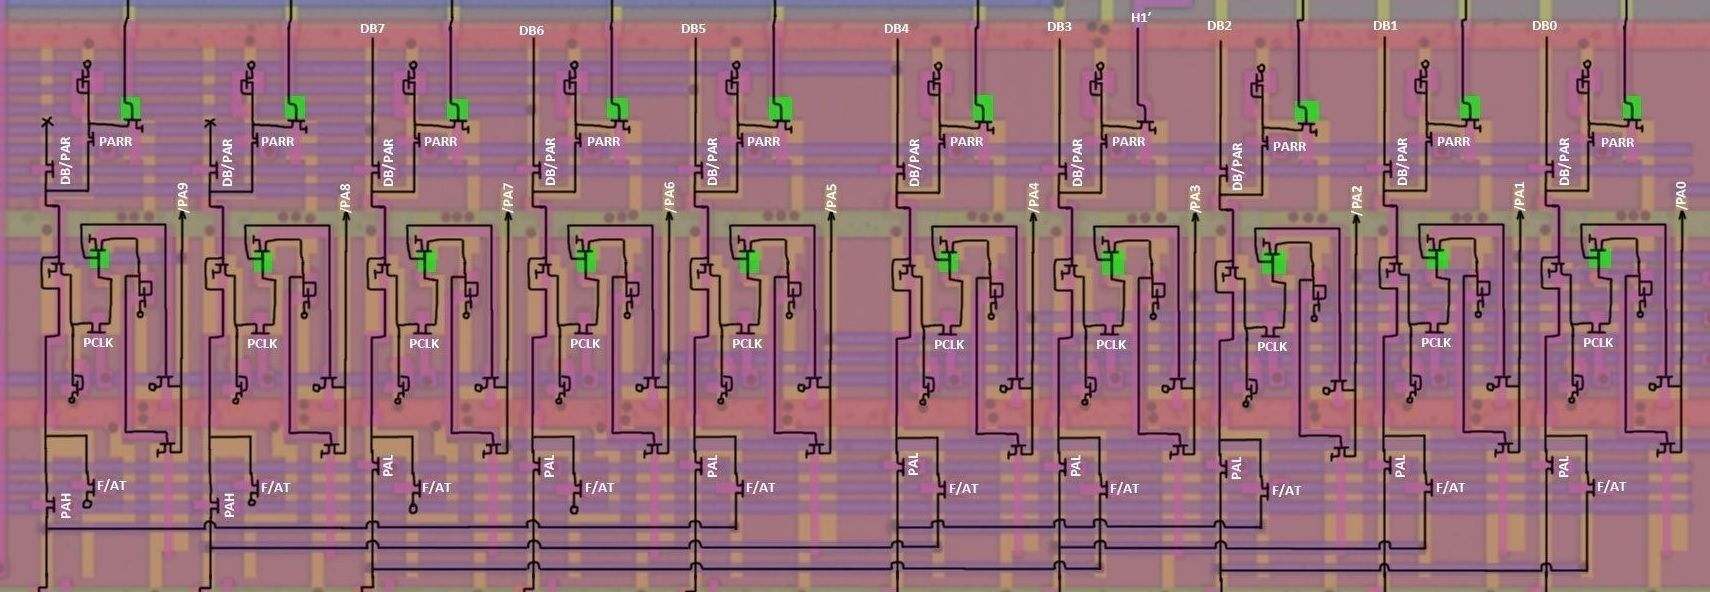 DB7 DB6 DB5 DB4 DB3 H1’ DB2 DB1 DB0
PARR PARR PARR PARR PARR PARR PARR PARR PARR PARR
DB/PAR DB/PAR DB/PAR DB/PAR DB/PAR DB/PAR DB/PAR DB/PAR DB/PAR DB/PAR
/PA9 /PA8 /PA7 /PA6 /PA5 /PA4 /PA3 /PA2 /PA1 /PA0
PCLK PCLK PCLK PCLK PCLK PCLK PCLK PCLK PCLK PCLK
PAL PAL PAL PAL PAL PAL PAL PAL
F/AT F/AT F/AT F/AT F/AT F/AT F/AT F/AT F/AT F/AT
PAH PAH